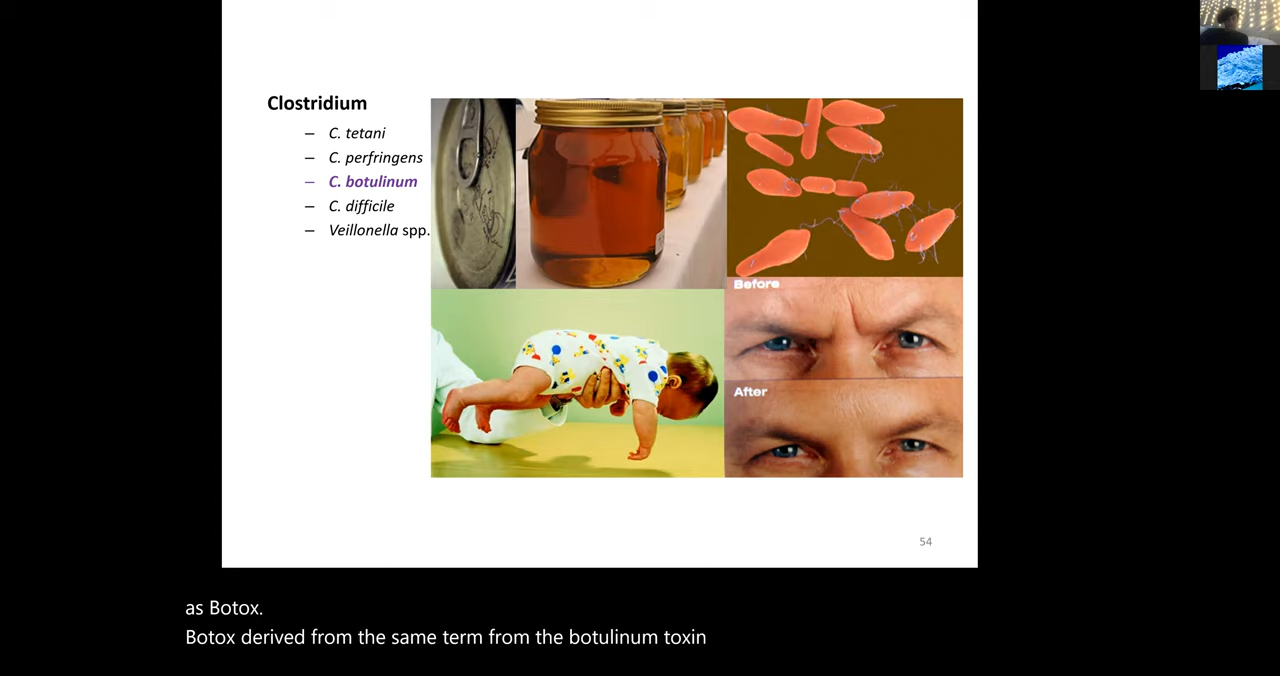 Clostridium
– C. tetani
– C. perfringens
– C. botulinum
– C. difficile
– Veillonella spp.
Before
After
54
as Botox.
Botox derived from the same term from the botulinum toxin